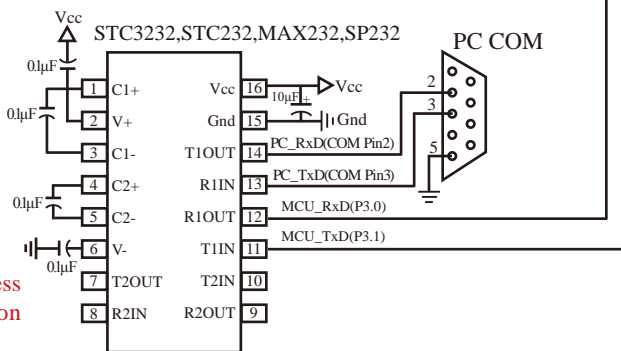 Vcc
STC3232,STC232,MAX232,SP232
PC COM
0.1μF
0.1μF
1 C1+
Vcc 16
Vcc
10μF +
2 V+
Gnd 15
Gnd
3 C1-
T1OUT 14
PC_RxD(COM Pin2)
2
3
5
4 C2+
R1IN 13
PC_TxD(COM Pin3)
0.1μF
5 C2-
R1OUT 12
MCU_RxD(P3.0)
6 V-
T1IN 11
MCU_TxD(P3.1)
0.1μF
7 T2OUT
T2IN 10
8 R2IN
R2OUT 9
ess
on